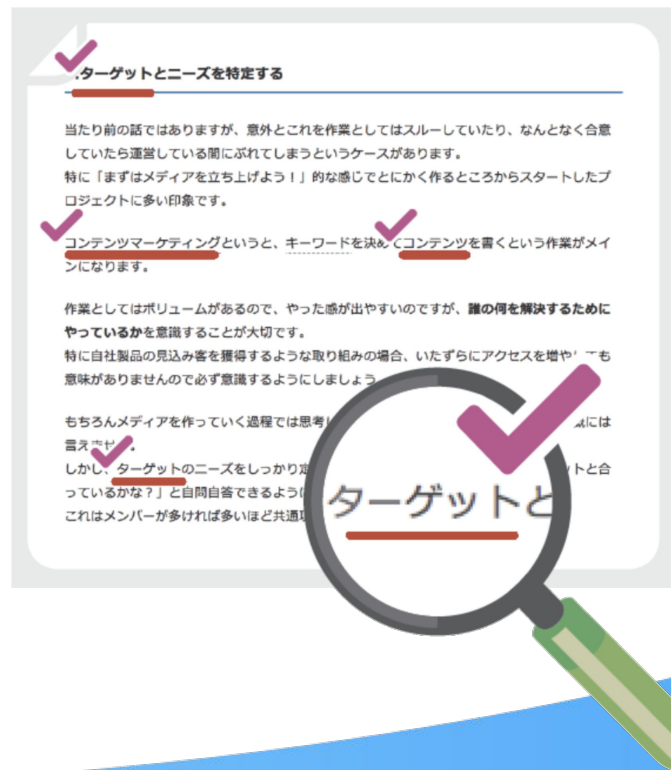 .ターゲットとニーズを特定する
当たり前の話ではありますが、意外とこれを作業としてはスルーしていたり、なんとなく合意
していたら運営している間にぶれてしまうというケースがあります。
特に「まずはメディアを立ち上げよう！」的な感じでとにかく作るところからスタートしたプ
ロジェクトに多い印象です。
コンテンツマーケティングというと、キーワードを決めてコンテンツを書くという作業がメイ
ンになります。
作業としてはボリュームがあるので、やった感が出やすいのですが、誰の何を解決するために
やっているかを意識することが大切です。
特に自社製品の見込み客を獲得するような取り組みの場合、いたずらにアクセスを増やしても
意味がありませんので必ず意識するようにしましょう
もちろんメディアを作っていく過程では思考 には
言えません。
しかし、ターゲットのニーズをしっかり定 ットと合
っているかな？」と自問自答できるように
これはメンバーが多ければ多いほど共通
ターゲットと